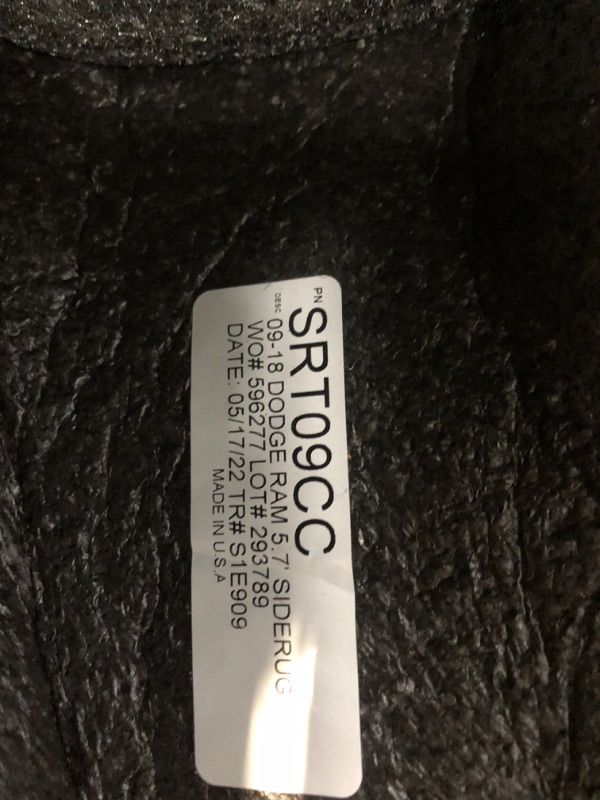 PN SRT09CC
DESC 09-18 DODGE RAM 5.7' SIDERUG
WO# 596277 LOT# 293789
DATE: 05/17/22 TR# S1E909
MADE IN U.S.A